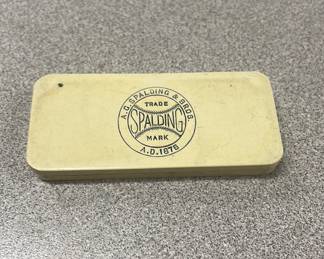 A.G. SPALDING & BROS.
TRADE
SPALDING
MARK
A.D. 1876